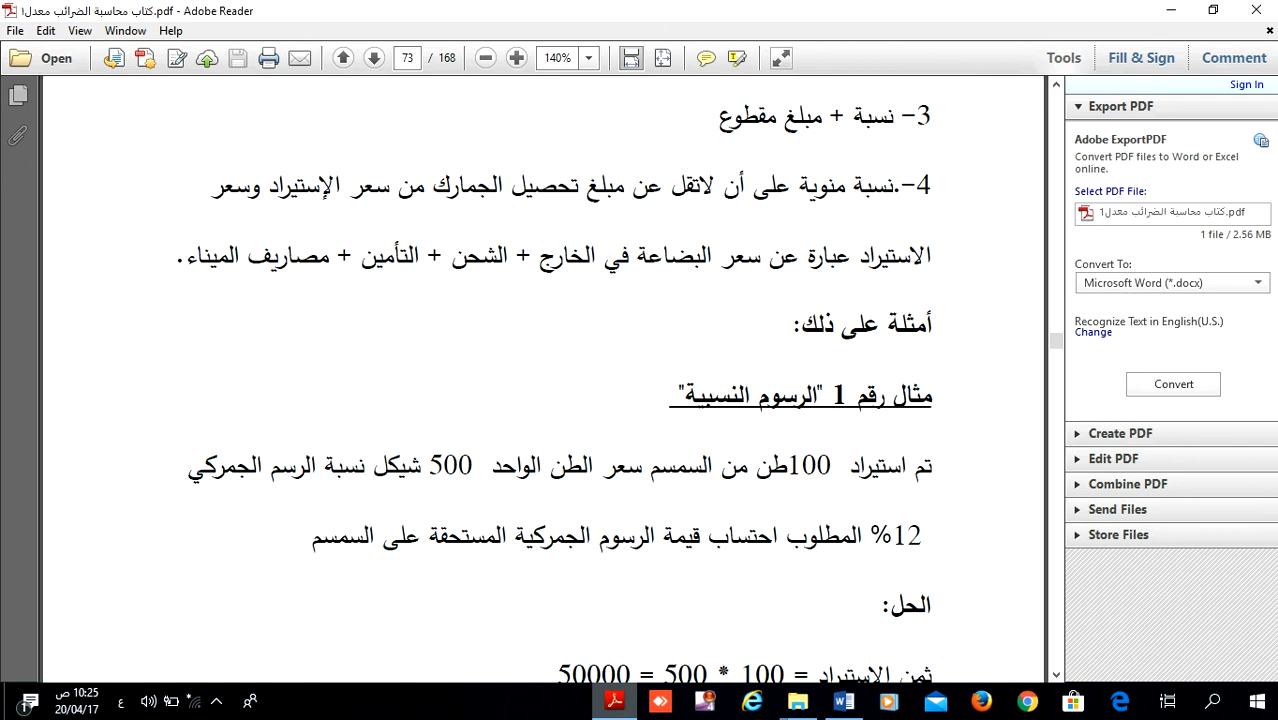 كتاب محاسبة الضرائب معدل1.pdf - Adobe Reader
File Edit View Window Help
Open 73 / 168 140% Tools Fill & Sign Comment
Sign In
Export PDF
Adobe ExportPDF
Convert PDF files to Word or Excel
online.
Select PDF File:
كتاب محاسبة الضرائب معدل1.pdf
1 file / 2.56 MB
Convert To:
Microsoft Word (*.docx)
Recognize Text in English(U.S.)
Change
Convert
Create PDF
Edit PDF
Combine PDF
Send Files
Store Files
3- نسبة + مبلغ مقطوع
4-.نسبة منوية على أن لاتقل عن مبلغ تحصيل الجمارك من سعر الإستيراد وسعر
الاستيراد عبارة عن سعر البضاعة في الخارج + الشحن + التأمين + مصاريف الميناء.
أمثلة على ذلك:
مثال رقم 1 "الرسوم النسبية"
تم استيراد 100طن من السمسم سعر الطن الواحد 500 شيكل نسبة الرسم الجمركي
12% المطلوب احتساب قيمة الرسوم الجمركية المستحقة على السمسم
الحل:
ثمن الاستيراد = 100 * 500 = 50000
10:25 ص
20/04/17
ع